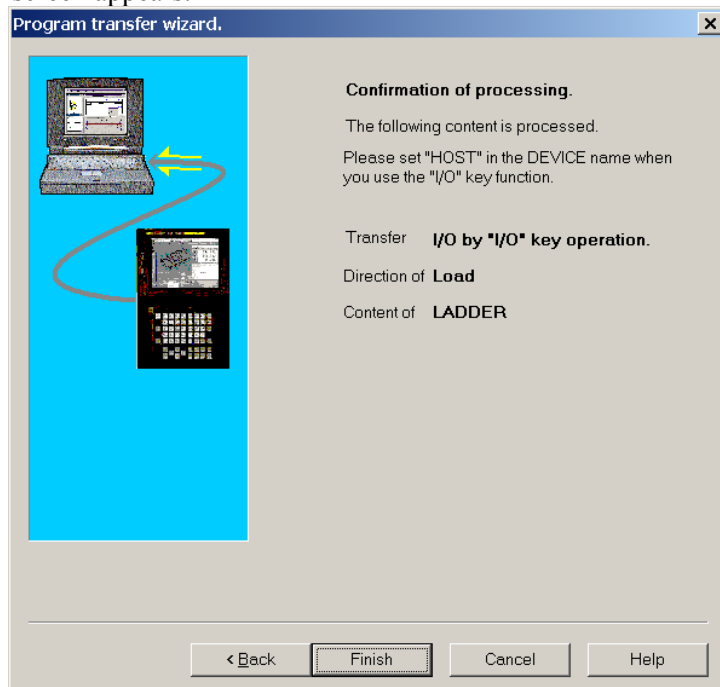 Program transfer wizard.
Confirmation of processing.
The following content is processed.
Please set "HOST" in the DEVICE name when
you use the "I/O" key function.
Transfer I/O by "I/O" key operation.
Direction of Load
Content of LADDER
< Back Finish Cancel Help